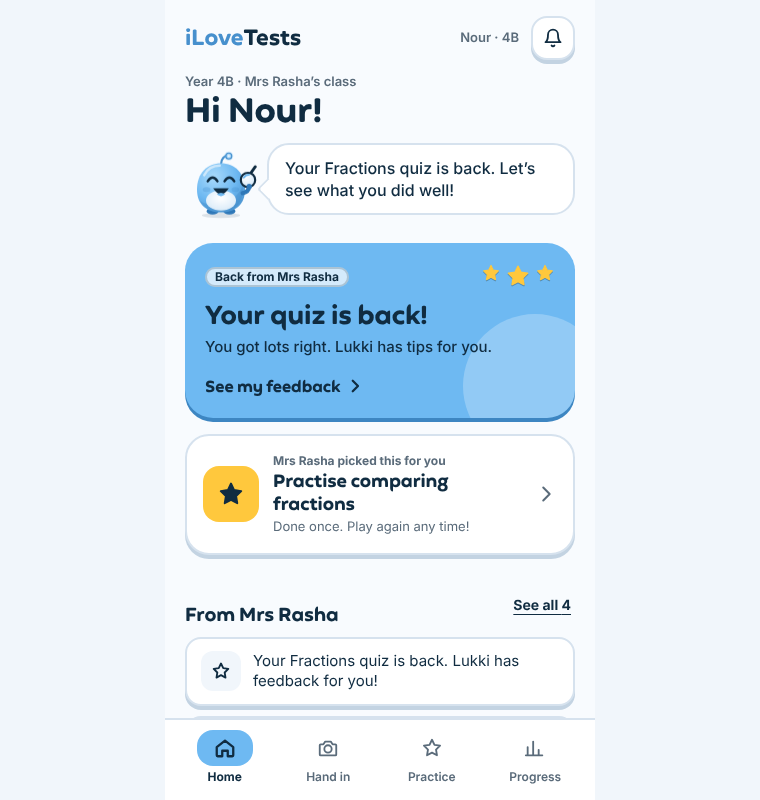 iLoveTests
Nour · 4B
Year 4B · Mrs Rasha’s class
Hi Nour!
Your Fractions quiz is back. Let’s
see what you did well!
Back from Mrs Rasha
Your quiz is back!
You got lots right. Lukki has tips for you.
See my feedback
Mrs Rasha picked this for you
Practise comparing
fractions
Done once. Play again any time!
From Mrs Rasha
See all 4
Your Fractions quiz is back. Lukki has
feedback for you!
Home
Hand in
Practice
Progress